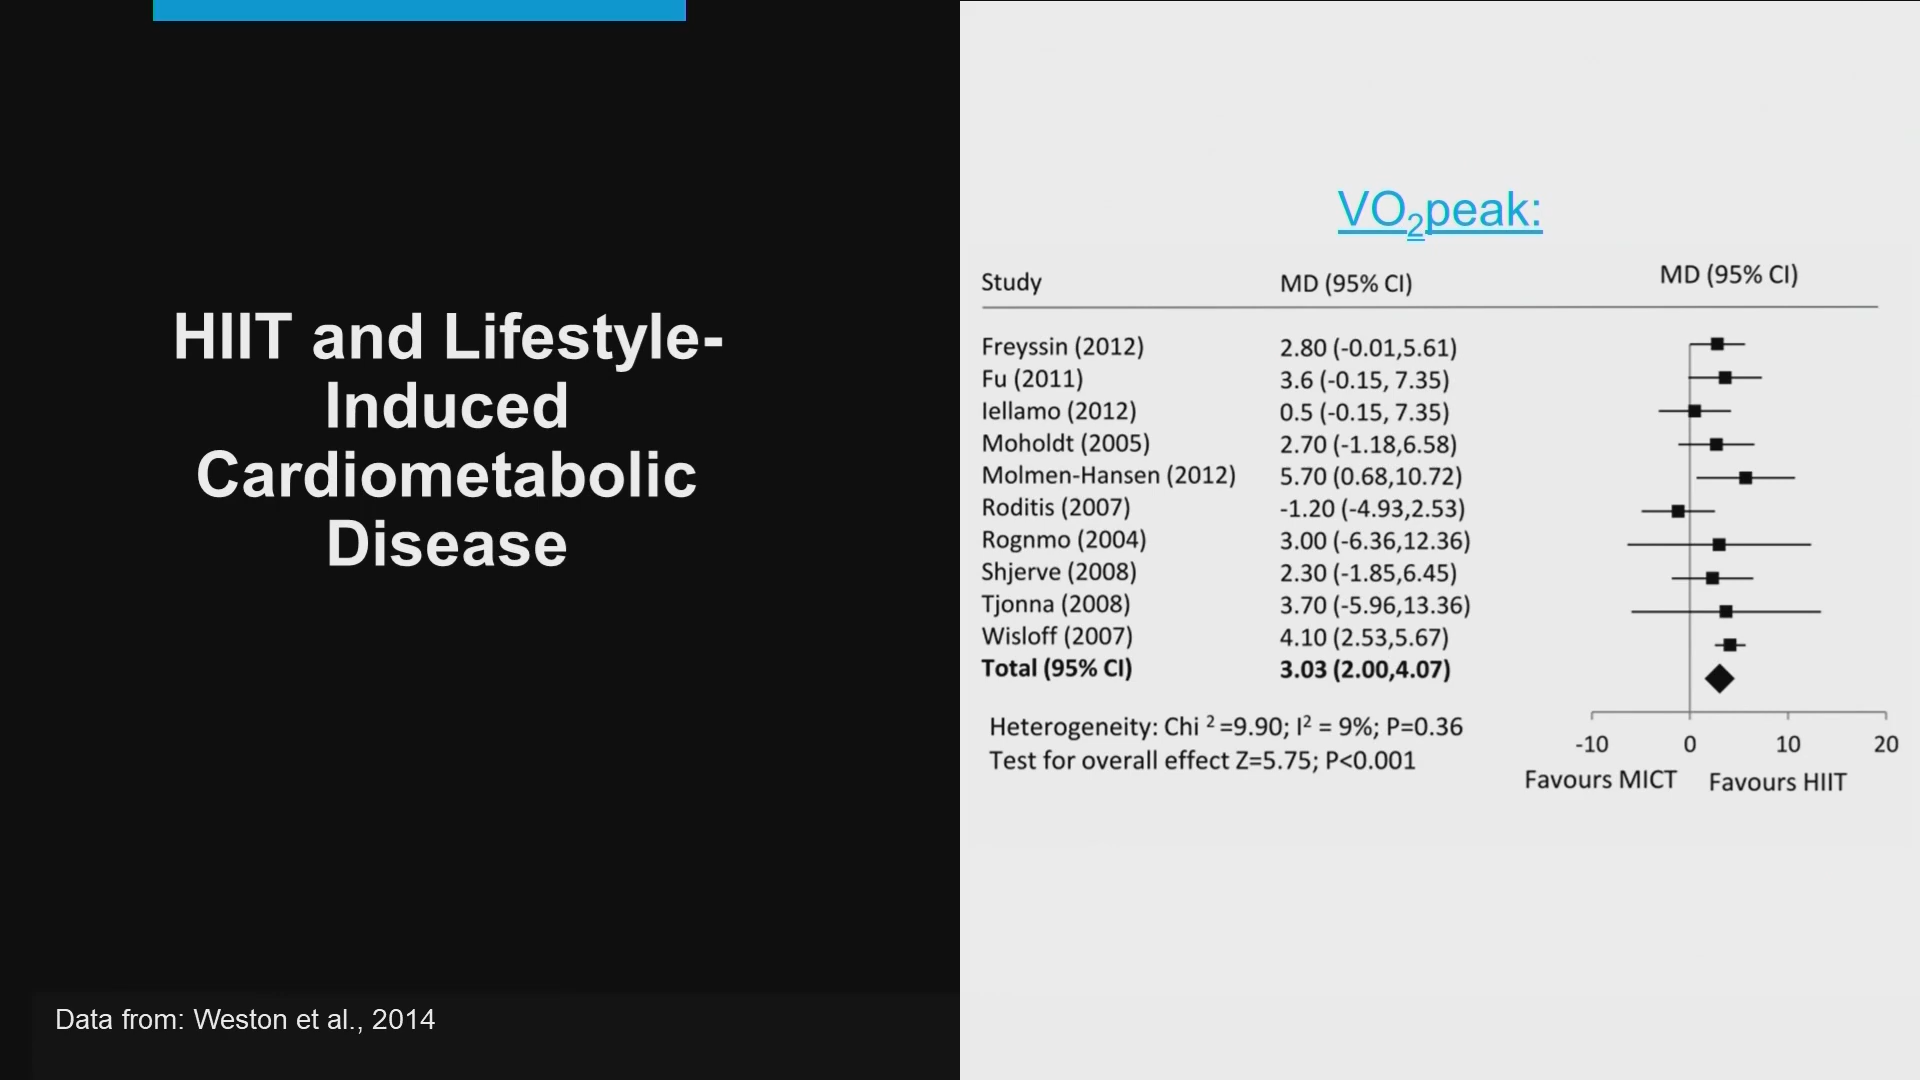 HIIT and Lifestyle-
Induced
Cardiometabolic
Disease
Data from: Weston et al., 2014
VO₂peak:
Study MD (95% CI) MD (95% CI)
Freyssin (2012) 2.80 (-0.01,5.61)
Fu (2011) 3.6 (-0.15, 7.35)
Iellamo (2012) 0.5 (-0.15, 7.35)
Moholdt (2005) 2.70 (-1.18,6.58)
Molmen-Hansen (2012) 5.70 (0.68,10.72)
Roditis (2007) -1.20 (-4.93,2.53)
Rognmo (2004) 3.00 (-6.36,12.36)
Shjerve (2008) 2.30 (-1.85,6.45)
Tjonna (2008) 3.70 (-5.96,13.36)
Wisloff (2007) 4.10 (2.53,5.67)
Total (95% CI) 3.03 (2.00,4.07)
Heterogeneity: Chi ² =9.90; I² = 9%; P=0.36
Test for overall effect Z=5.75; P<0.001
-10 0 10 20
Favours MICT Favours HIIT